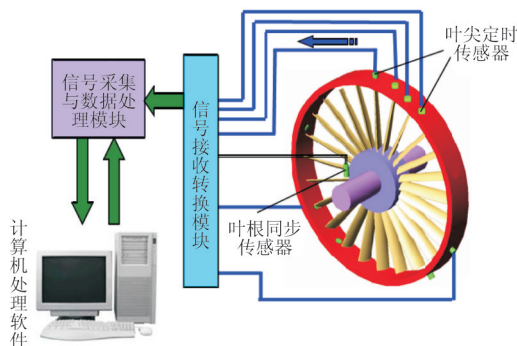 叶尖定时
传感器
信号采集
与数据处
理模块
信号接收转换模块
叶根同步
传感器
计算机处理软件